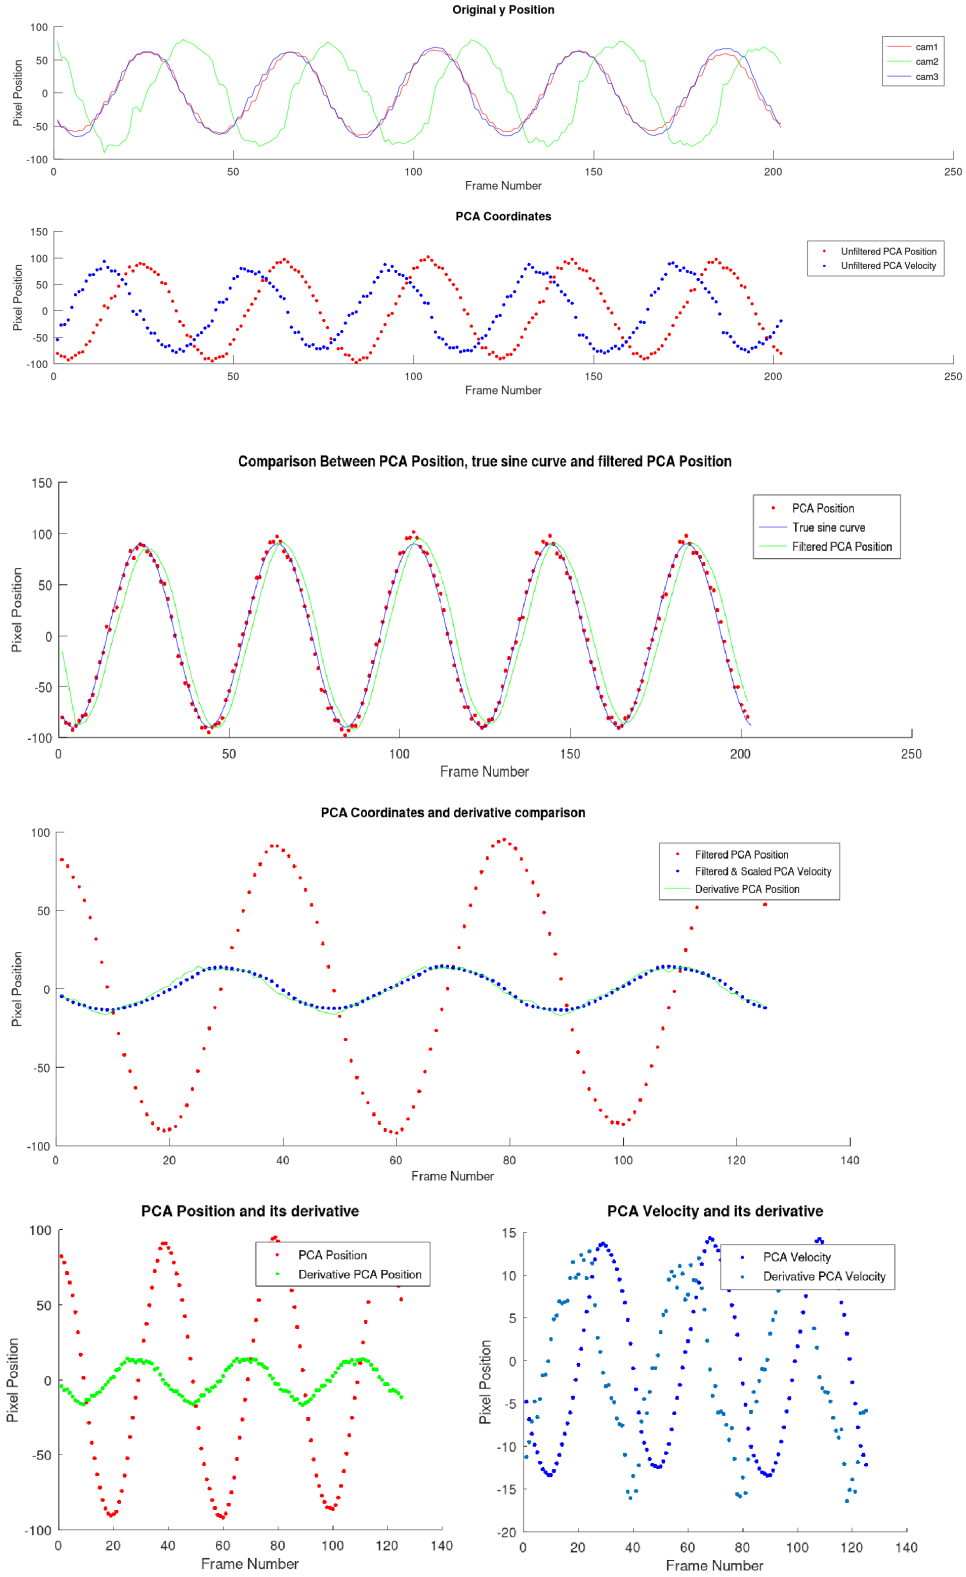 Original y Position
100
50
0
-50
-100
Pixel Position
cam1
cam2
cam3
0 50 100 150 200 250
Frame Number
PCA Coordinates
150
100
50
0
-50
-100
Pixel Position
Unfiltered PCA Position
Unfiltered PCA Velocity
0 50 100 150 200 250
Frame Number
Comparison Between PCA Position, true sine curve and filtered PCA Position
150
100
50
0
-50
-100
Pixel Position
PCA Position
True sine curve
Filtered PCA Position
0 50 100 150 200 250
Frame Number
PCA Coordinates and derivative comparison
100
50
0
-50
-100
Pixel Position
Filtered PCA Position
Filtered & Scaled PCA Velocity
Derivative PCA Position
0 20 40 60 80 100 120 140
Frame Number
PCA Position and its derivative
100
50
0
-50
-100
Pixel Position
PCA Position
Derivative PCA Position
0 20 40 60 80 100 120 140
Frame Number
PCA Velocity and its derivative
15
10
5
0
-5
-10
-15
-20
Pixel Position
PCA Velocity
Derivative PCA Velocity
0 20 40 60 80 100 120 140
Frame Number